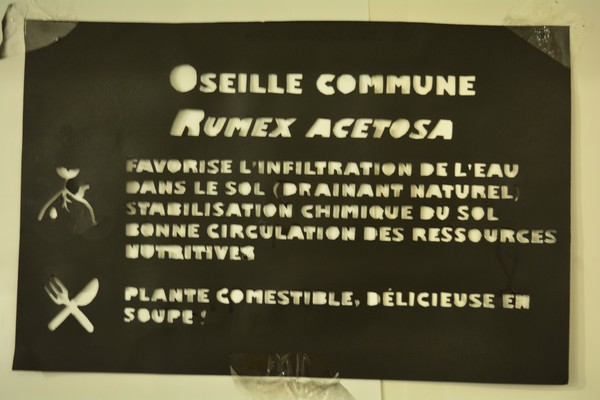 OSEILLE COMMUNE
RUMEX ACETOSA
FAVORISE L'INFILTRATION DE L'EAU
DANS LE SOL (DRAINANT NATUREL)
STABILISATION CHIMIQUE DU SOL
BONNE CIRCULATION DES RESSOURCES
NUTRITIVES
PLANTE COMESTIBLE, DÉLICIEUSE EN
SOUPE!